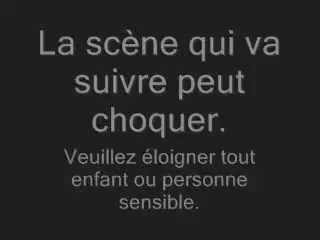 La scène qui va
suivre peut
choquer.
Veuillez éloigner tout
enfant ou personne
sensible.